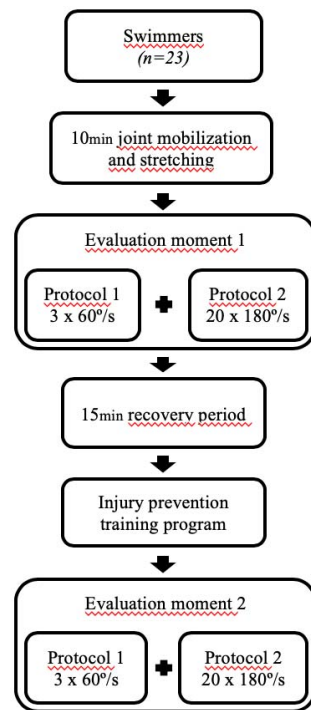 Swimmers
(n=23)
10min joint mobilization
and stretching
Evaluation moment 1
Protocol 1
3 x 60º/s
Protocol 2
20 x 180º/s
15min recovery period
Injury prevention
training program
Evaluation moment 2
Protocol 1
3 x 60º/s
Protocol 2
20 x 180º/s